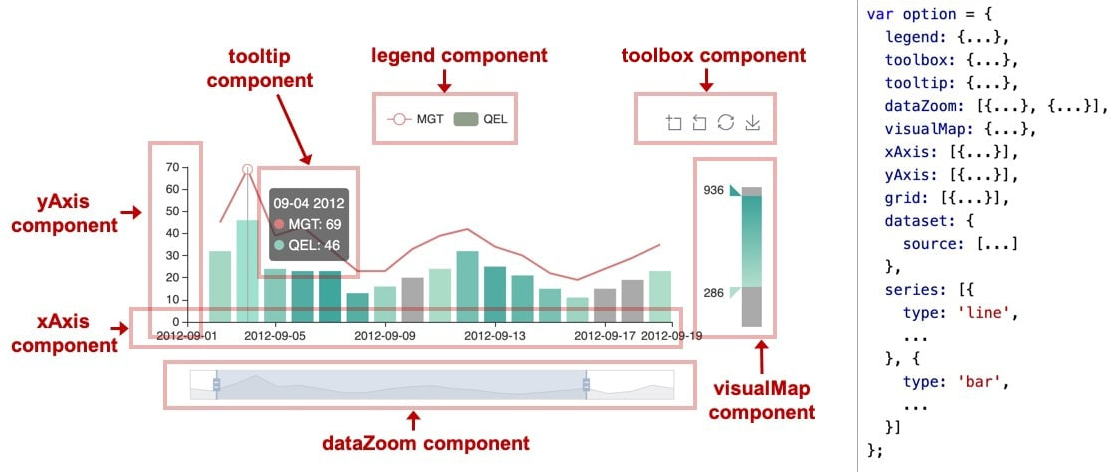 tooltip
component
legend component
toolbox component
MGT
QEL
yAxis
component
70
60
50
40
30
20
10
0
09-04 2012
MGT: 69
QEL: 46
936
286
xAxis
component
2012-09-01
2012-09-05
2012-09-09
2012-09-13
2012-09-17
2012-09-19
visualMap
component
dataZoom component
var option = {
legend: {...},
toolbox: {...},
tooltip: {...},
dataZoom: [{...}, {...}],
visualMap: {...},
xAxis: [{...}],
yAxis: [{...}],
grid: [{...}],
dataset: {
source: [...]
},
series: [{
type: 'line',
...
}, {
type: 'bar',
...
}]
};